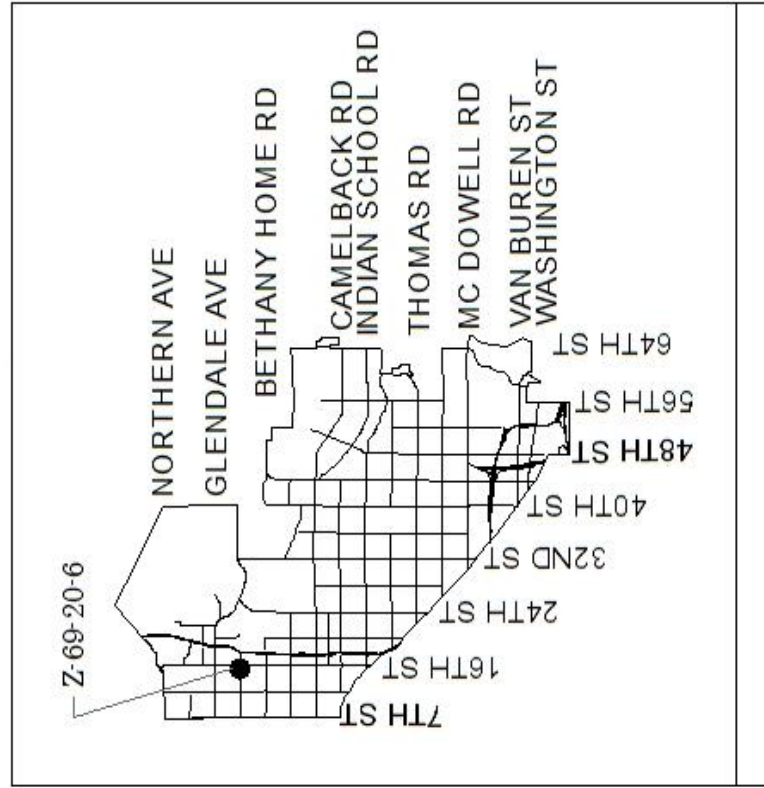 Z-69-20-6
NORTHERN AVE
GLENDALE AVE
BETHANY HOME RD
CAMELBACK RD
INDIAN SCHOOL RD
THOMAS RD
MC DOWELL RD
VAN BUREN ST
WASHINGTON ST
7TH ST
16TH ST
24TH ST
32ND ST
40TH ST
48TH ST
56TH ST
64TH ST